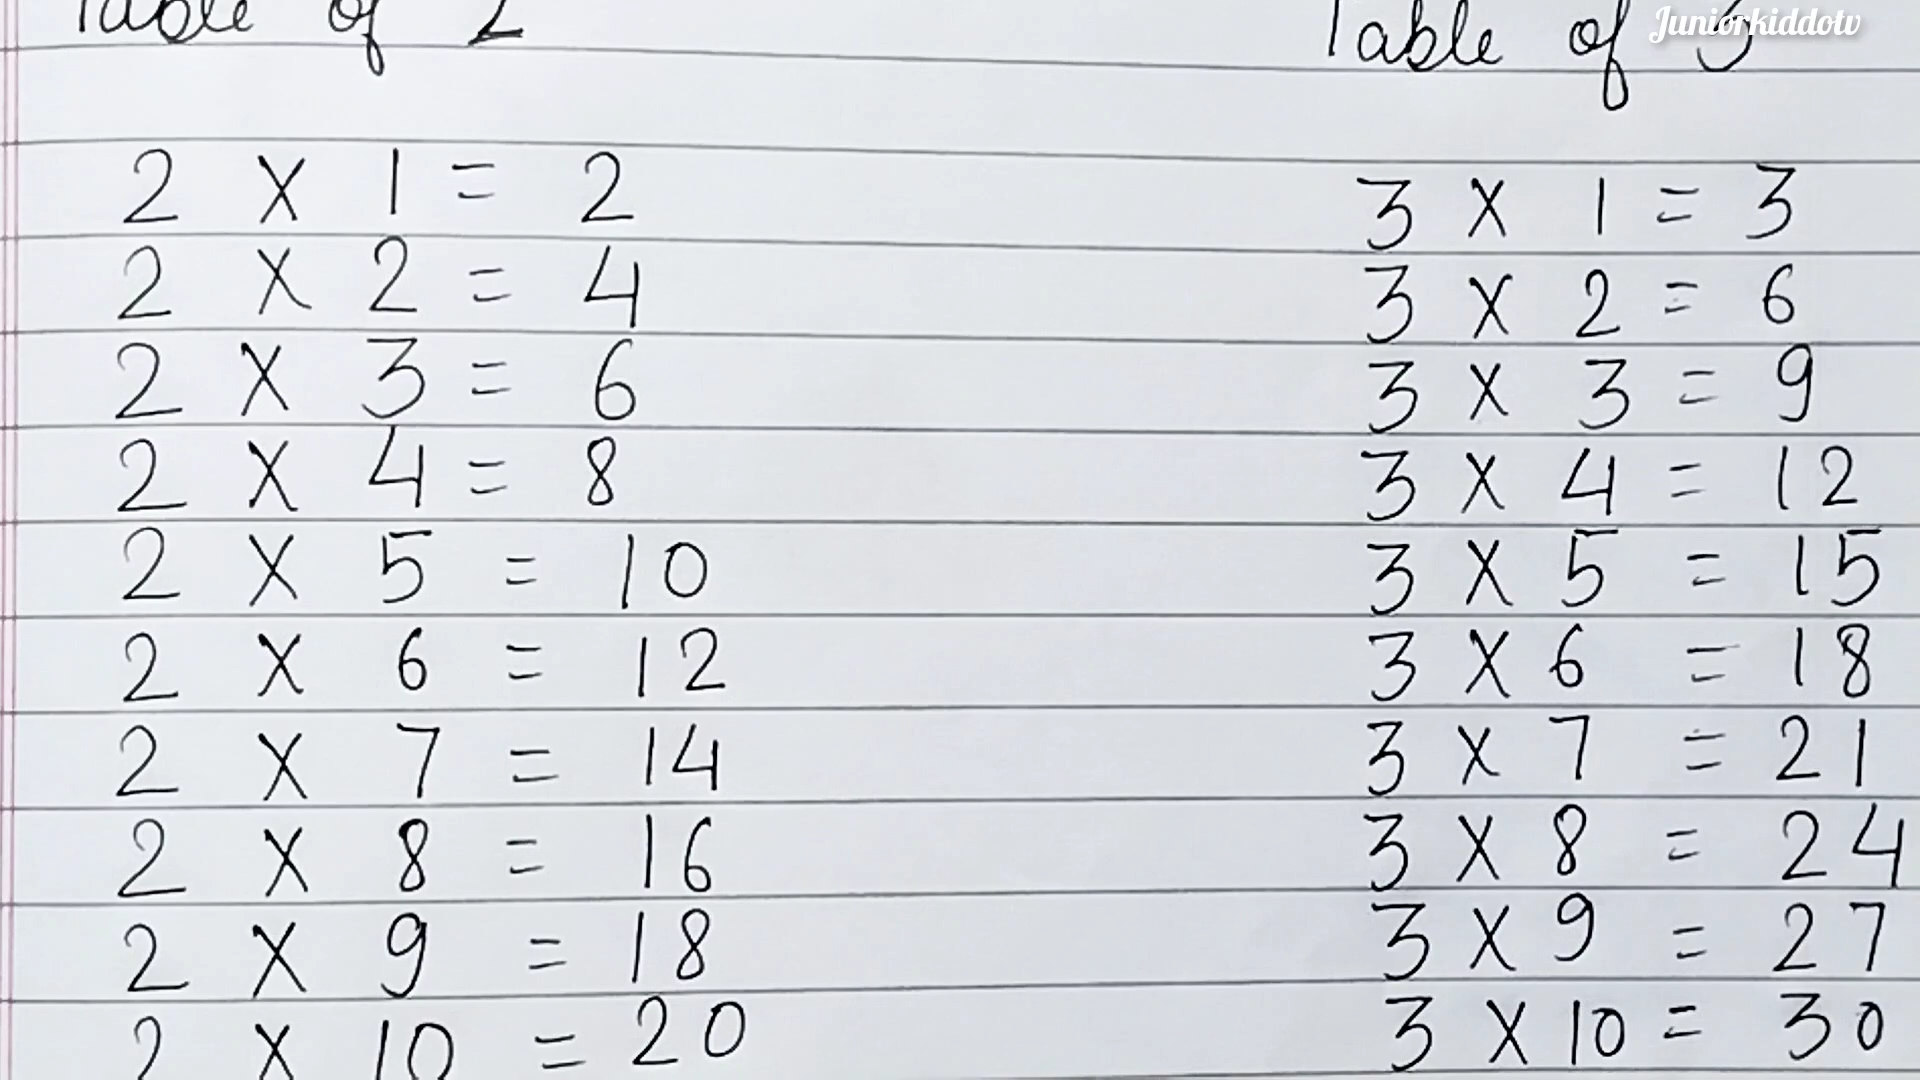 Table of 2
Table of 3
Juniorkiddotv
2 X 1 = 2
2 X 2 = 4
2 X 3 = 6
2 X 4 = 8
2 X 5 = 10
2 X 6 = 12
2 X 7 = 14
2 X 8 = 16
2 X 9 = 18
2 X 10 = 20
3 X 1 = 3
3 X 2 = 6
3 X 3 = 9
3 X 4 = 12
3 X 5 = 15
3 X 6 = 18
3 X 7 = 21
3 X 8 = 24
3 X 9 = 27
3 X 10 = 30